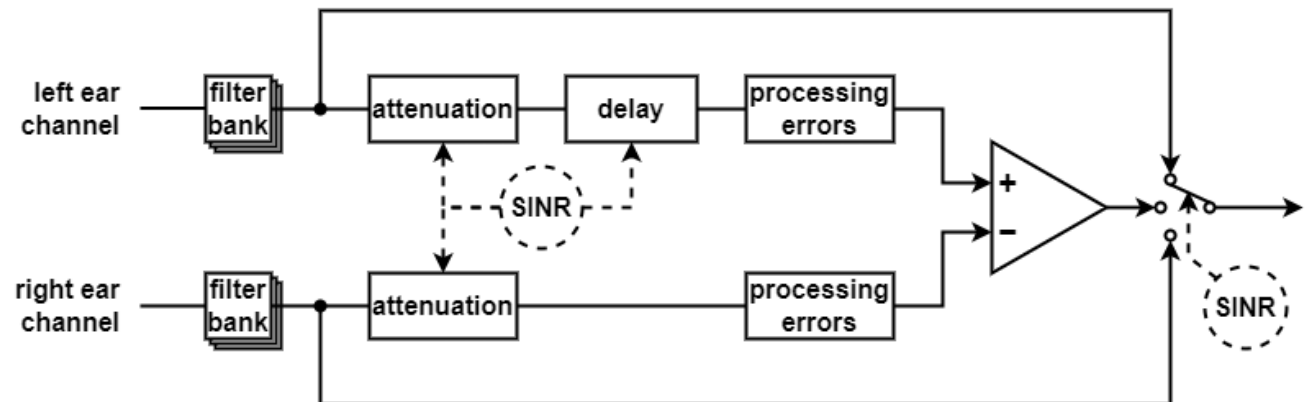 left ear
channel
filter
bank
attenuation
delay
processing
errors
SINR
+
−
right ear
channel
filter
bank
attenuation
processing
errors
SINR